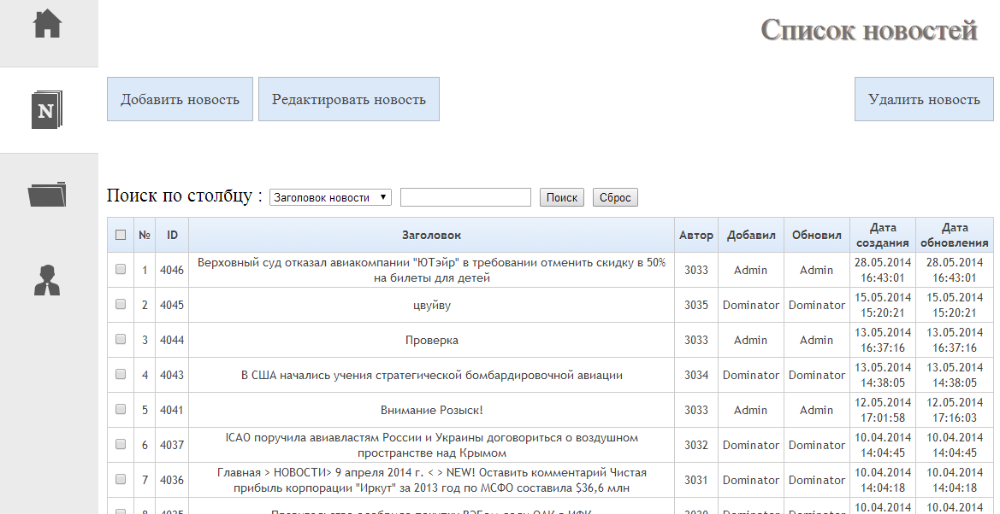 Список новостей
N
Добавить новость Редактировать новость Удалить новость
Поиск по столбцу : Заголовок новости Поиск Сброс
№ ID Заголовок Автор Добавил Обновил Дата создания Дата обновления
1 4046 Верховный суд отказал авиакомпании "ЮТэйр" в требовании отменить скидку в 50% 3033 Admin Admin 28.05.2014 28.05.2014
на билеты для детей 16:43:01 16:43:01
2 4045 цвуйву 3035 Dominator Dominator 15.05.2014 15.05.2014
15:20:21 15:20:21
3 4044 Проверка 3033 Admin Admin 13.05.2014 13.05.2014
16:37:16 16:37:16
4 4043 В США начались учения стратегической бомбардировочной авиации 3034 Dominator Dominator 13.05.2014 13.05.2014
14:38:05 14:38:05
5 4041 Внимание Розыск! 3033 Admin Admin 12.05.2014 12.05.2014
17:01:58 17:16:03
6 4037 ICAO поручила авиавластям России и Украины договориться о воздушном 3032 Dominator Dominator 10.04.2014 10.04.2014
пространстве над Крымом 14:04:45 14:04:45
7 4036 Главная > НОВОСТИ> 9 апреля 2014 г. < > NEW! Оставить комментарий Чистая 3031 Dominator Dominator 10.04.2014 10.04.2014
прибыль корпорации "Иркут" за 2013 год по МСФО составила $36,6 млн 14:04:18 14:04:18
10.04.2014 10.04.2014